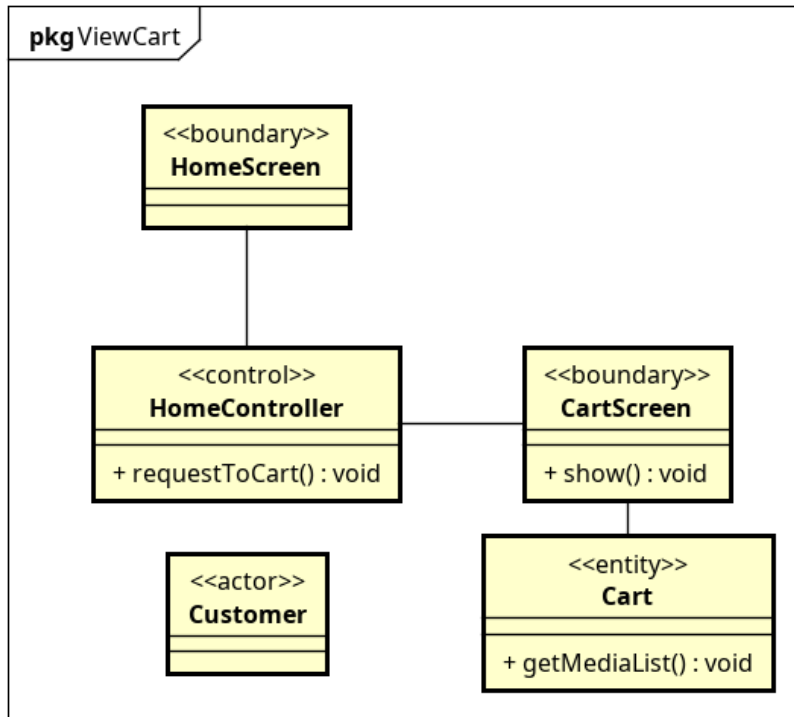 pkg ViewCart
<<boundary>>
HomeScreen
<<control>>
HomeController
+ requestToCart() : void
<<boundary>>
CartScreen
+ show() : void
<<actor>>
Customer
<<entity>>
Cart
+ getMediaList() : void